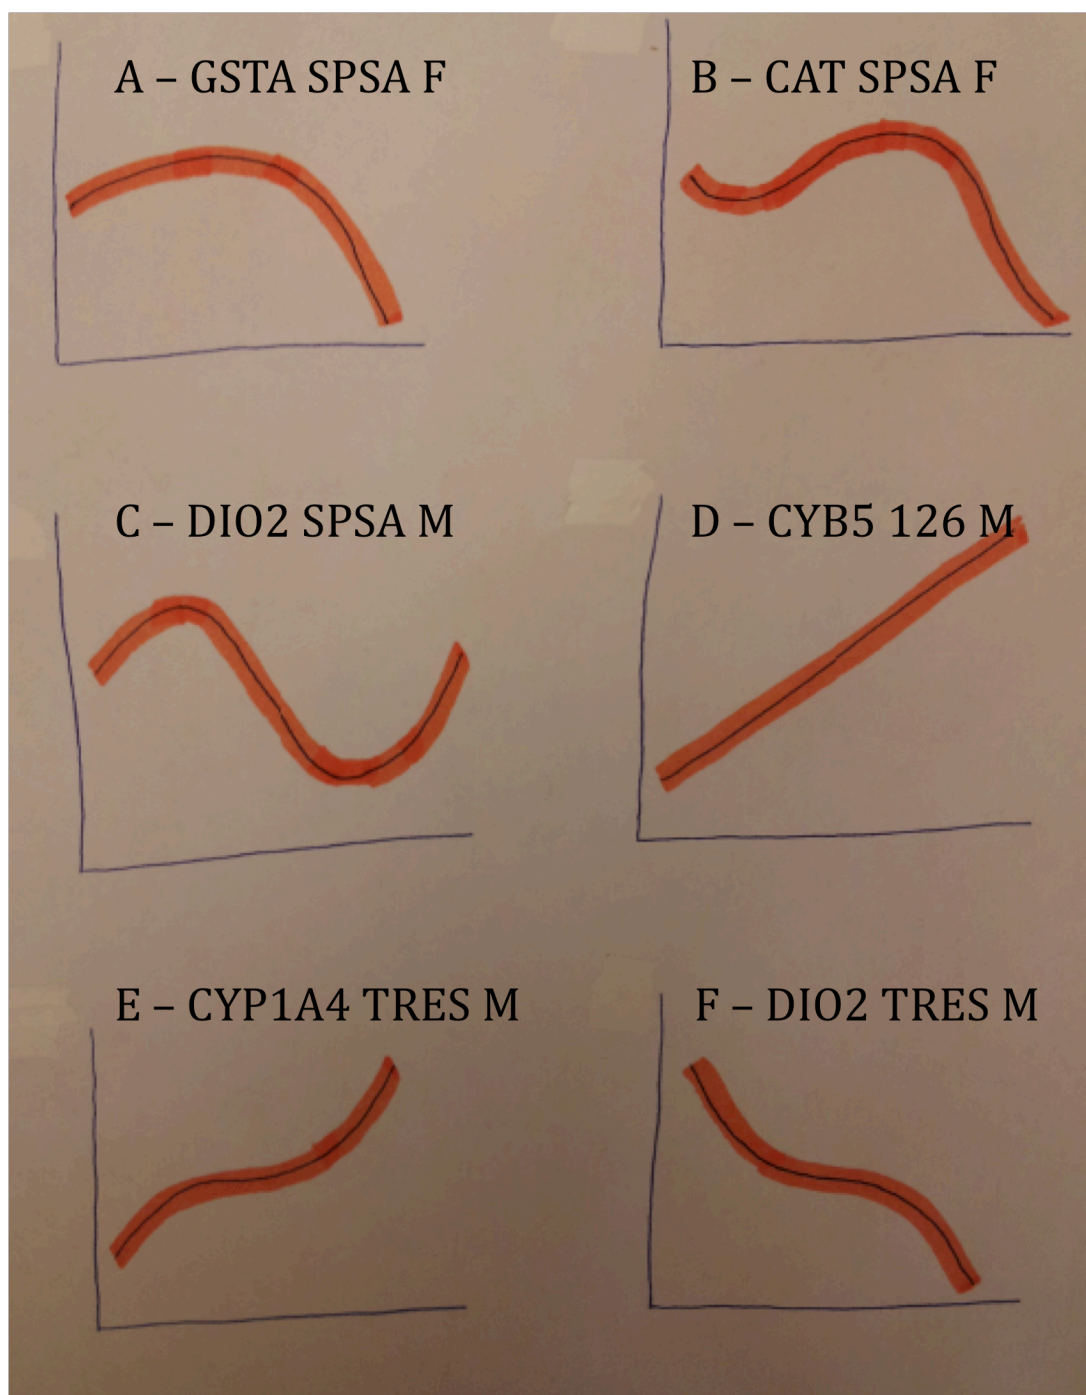 A – GSTA SPSA F
B – CAT SPSA F
C – DIO2 SPSA M
D – CYB5 126 M
E – CYP1A4 TRES M
F – DIO2 TRES M